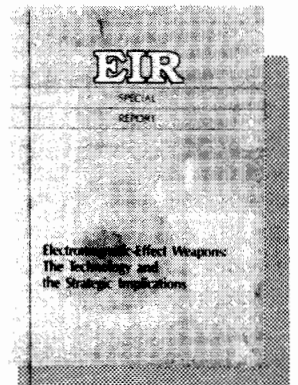 EIR
SPECIAL
REPORT
Electromagnetic-Effect Weapons:
The Technology and
the Strategic Implications